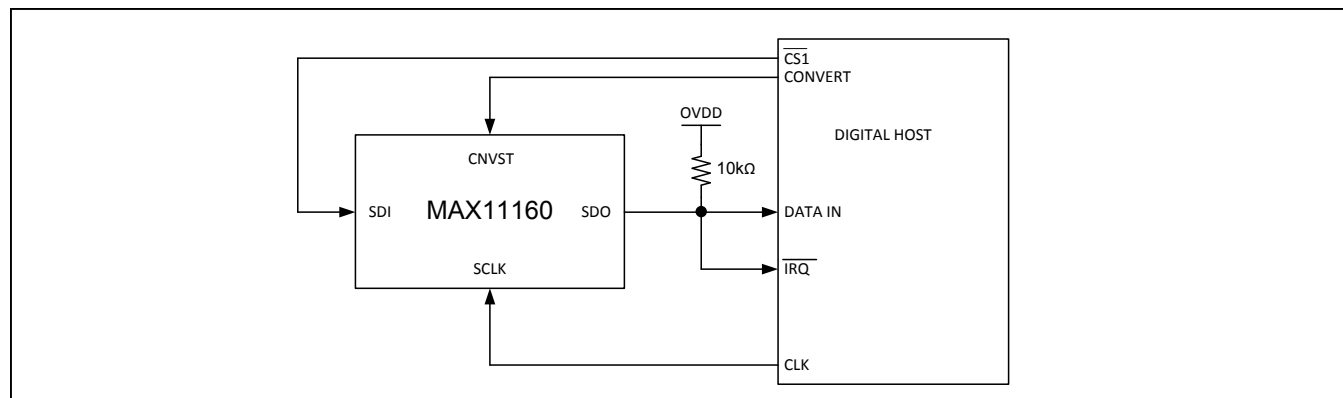 CS1
CONVERT
OVDD
DIGITAL HOST
10kΩ
CNVST
SDI
MAX11160
SDO
DATA IN
SCLK
IRQ
CLK